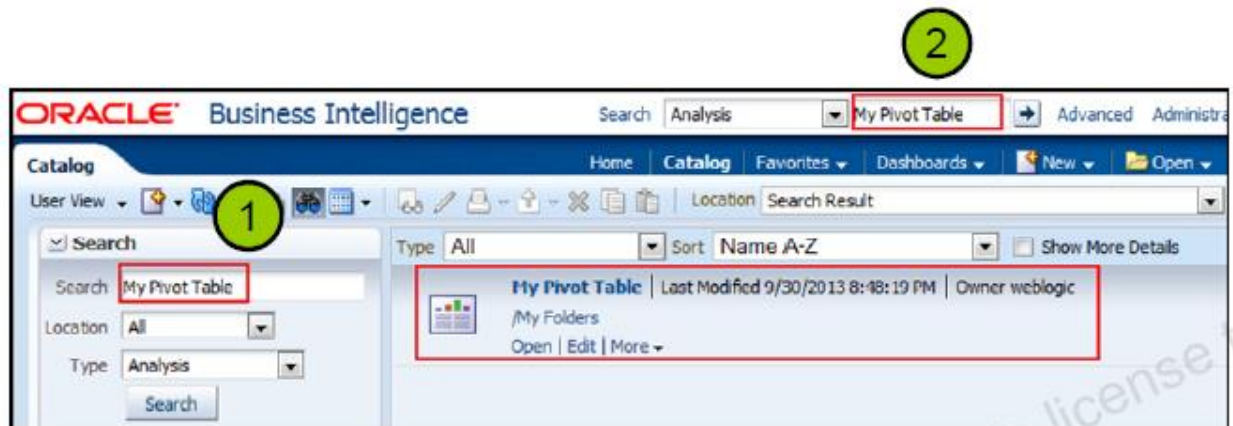 2
ORACLE Business Intelligence Search Analysis My Pivot Table Advanced Administra
Catalog Home Catalog Favorites Dashboards New Open
User View 1 Location Search Result
Search Type All Sort Name A-Z Show More Details
Search My Pivot Table My Pivot Table Last Modified 9/30/2013 8:48:19 PM Owner weblogic
/My Folders
Location All
Open | Edit | More
Type Analysis
Search
license